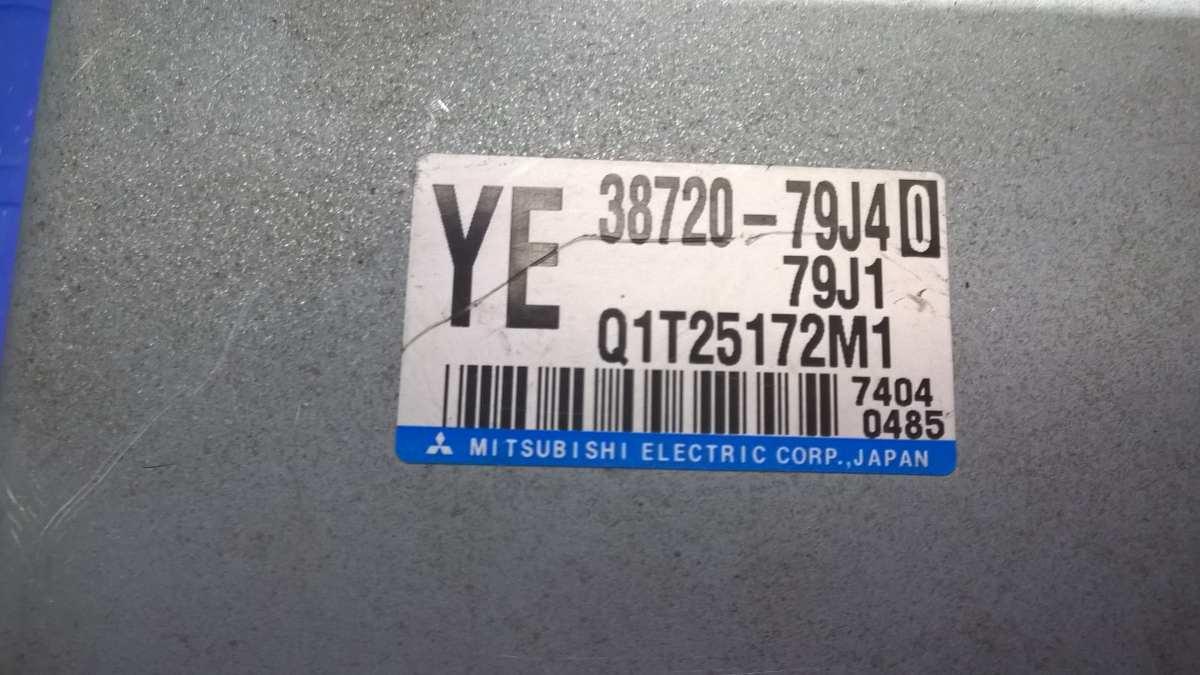 YE 38720-79J40
79J1
Q1T25172M1
7404
0485
MITSUBISHI ELECTRIC CORP.,JAPAN